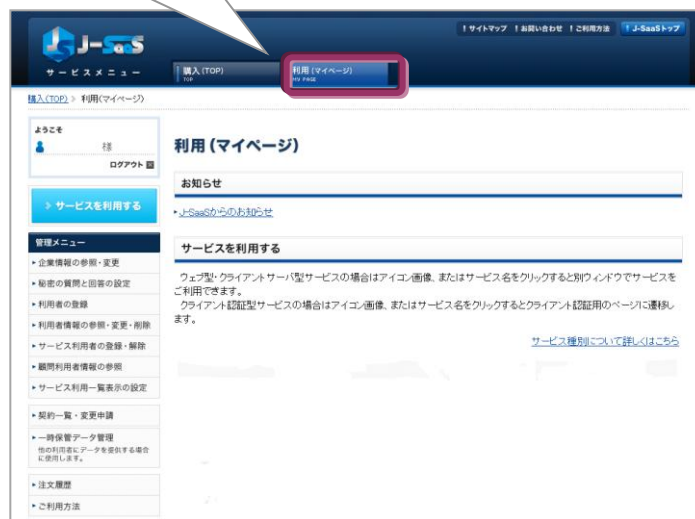 ! サイトマップ ! お問い合わせ ! ご利用方法 ! J-SaaSトップ
J-SaaS
サービスメニュー
購入(TOP)
TOP
利用(マイページ)
MY PAGE
購入(TOP) > 利用(マイページ)
ようこそ
様
ログアウト
サービスを利用する
管理メニュー
企業情報の参照・変更
秘密の質問と回答の設定
利用者の登録
利用者情報の参照・変更・削除
サービス利用者の登録・解除
顧問利用者情報の参照
サービス利用一覧表示の設定
契約一覧・変更申請
一時保管データ管理
他の利用者にデータを提供する場合
に使用します。
注文履歴
ご利用方法
利用(マイページ)
お知らせ
J-SaaSからのお知らせ
サービスを利用する
ウェブ型・クライアントサーバ型サービスの場合はアイコン画像、またはサービス名をクリックすると別ウィンドウでサービスを
ご利用できます。
クライアント認証型サービスの場合はアイコン画像、またはサービス名をクリックするとクライアント認証用のページに遷移し
ます。
サービス種別について詳しくはこちら